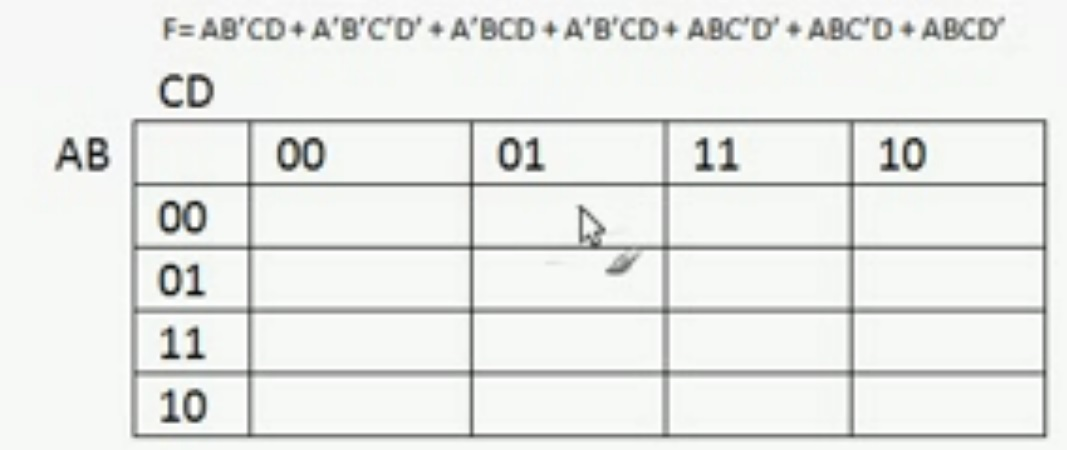 F= AB'CD + A'B'C'D' + A'BCD + A'B'CD + ABC'D' + ABC'D + ABCD'
CD
AB 00 01 11 10
00
01
11
10